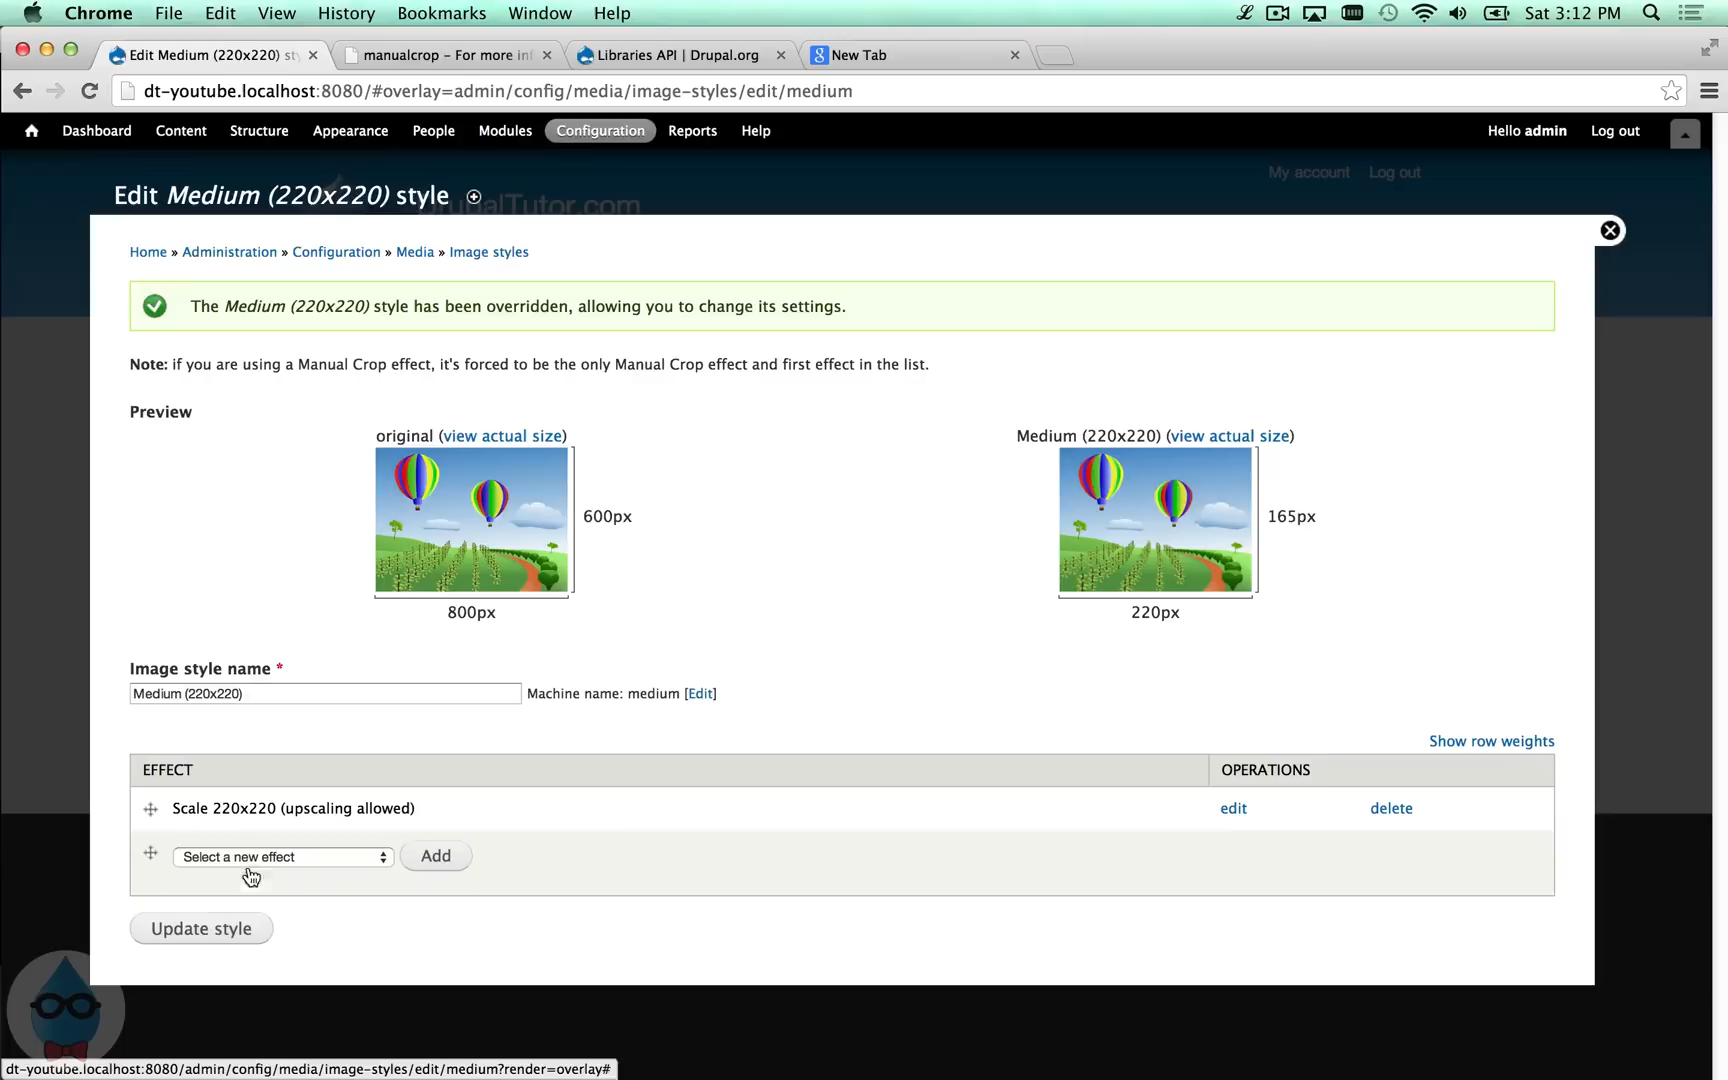 Chrome File Edit View History Bookmarks Window Help Sat 3:12 PM
Edit Medium (220x220) st
manualcrop – For more inf
Libraries API | Drupal.org
New Tab
dt-youtube.localhost:8080/#overlay=admin/config/media/image-styles/edit/medium
Dashboard Content Structure Appearance People Modules Configuration Reports Help Hello admin Log out
My account Log out
Edit Medium (220x220) style
DrupalTutor.com
Home » Administration » Configuration » Media » Image styles
The Medium (220x220) style has been overridden, allowing you to change its settings.
Note: if you are using a Manual Crop effect, it's forced to be the only Manual Crop effect and first effect in the list.
Preview
original (view actual size)
600px
800px
Medium (220x220) (view actual size)
165px
220px
Image style name *
Medium (220x220) Machine name: medium [Edit]
Show row weights
EFFECT OPERATIONS
Scale 220x220 (upscaling allowed) edit delete
Select a new effect Add
Update style
dt-youtube.localhost:8080/admin/config/media/image-styles/edit/medium?render=overlay#